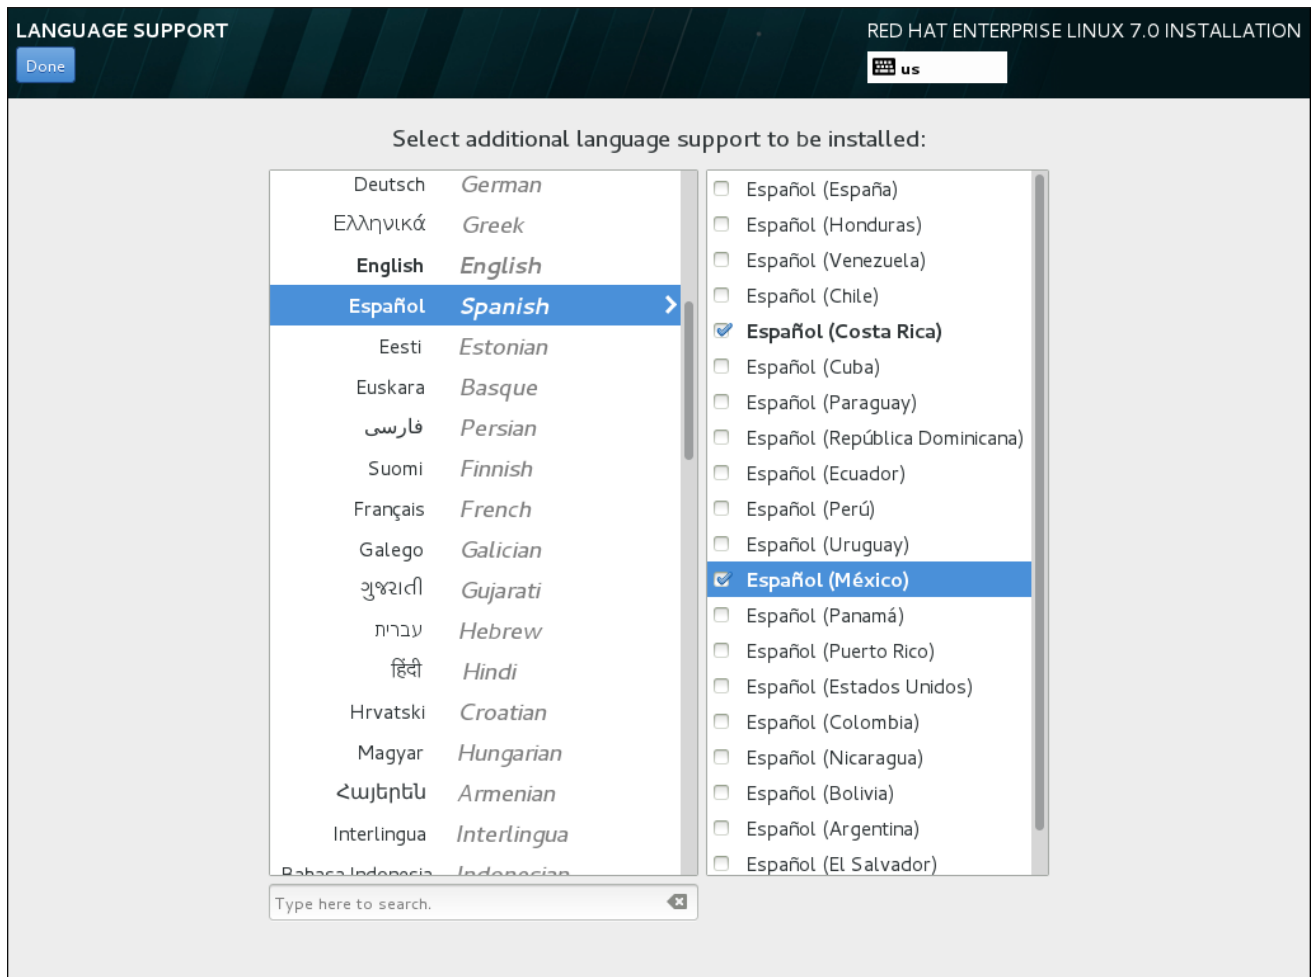 LANGUAGE SUPPORT
RED HAT ENTERPRISE LINUX 7.0 INSTALLATION
Done
us
Select additional language support to be installed:
Deutsch German
Ελληνικά Greek
English English
Español Spanish
Eesti Estonian
Euskara Basque
فارسی Persian
Suomi Finnish
Français French
Galego Galician
ગુજરાતી Gujarati
עברית Hebrew
हिंदी Hindi
Hrvatski Croatian
Magyar Hungarian
Հայերեն Armenian
Interlingua Interlingua
Bahasa Indonesia Indonesian
Español (España)
Español (Honduras)
Español (Venezuela)
Español (Chile)
Español (Costa Rica)
Español (Cuba)
Español (Paraguay)
Español (República Dominicana)
Español (Ecuador)
Español (Perú)
Español (Uruguay)
Español (México)
Español (Panamá)
Español (Puerto Rico)
Español (Estados Unidos)
Español (Colombia)
Español (Nicaragua)
Español (Bolivia)
Español (Argentina)
Español (El Salvador)
Type here to search.